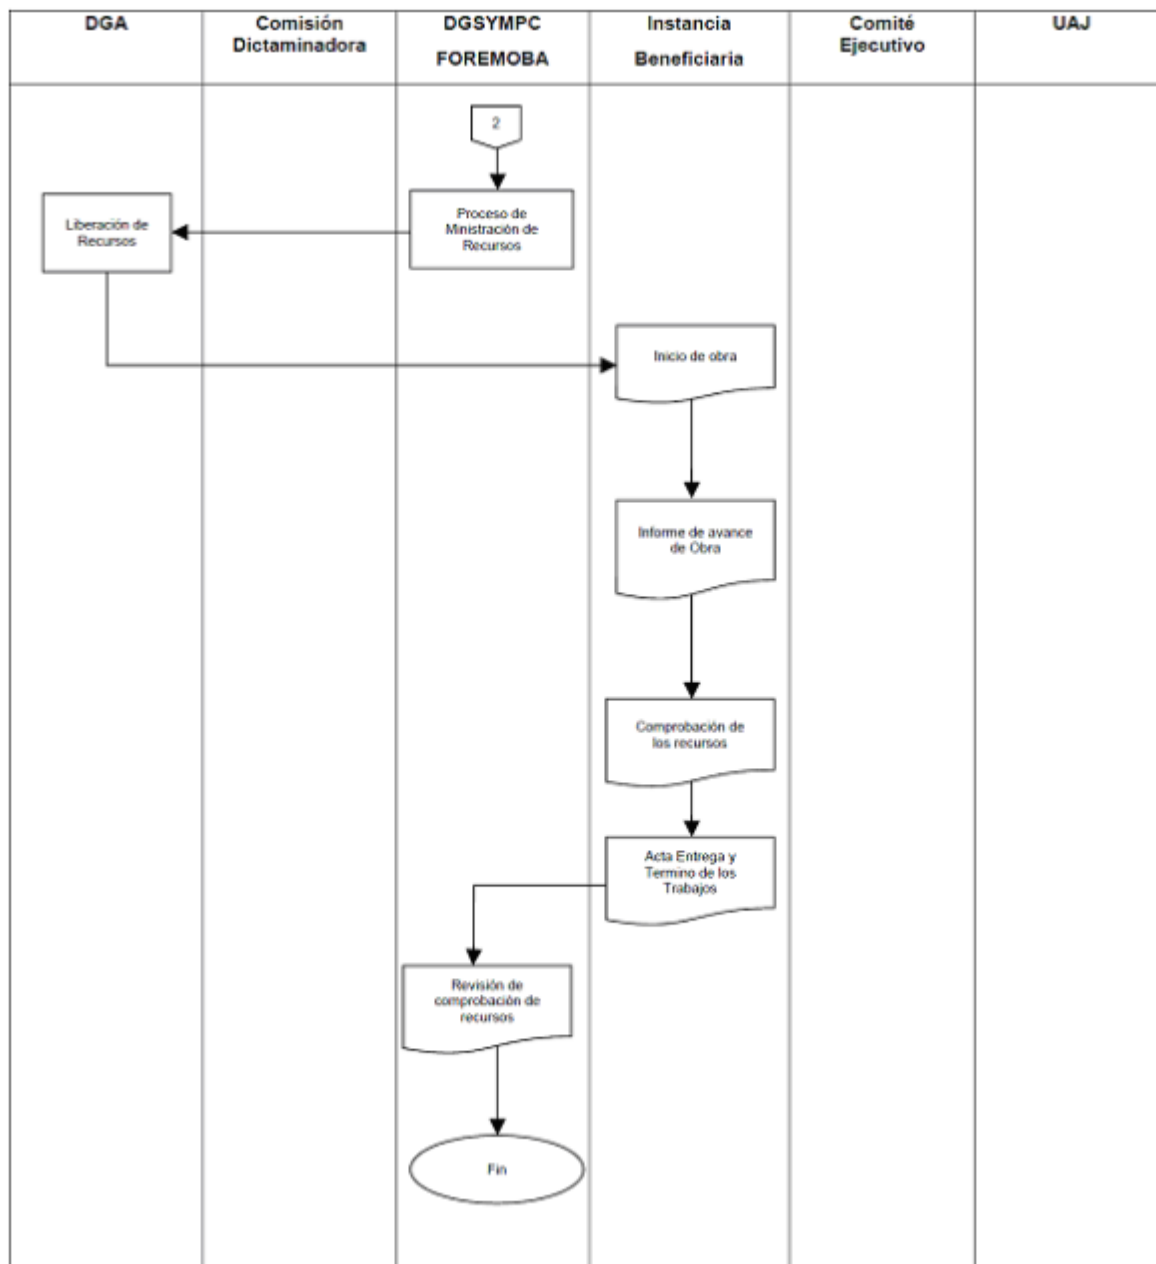 DGA
Comisión
Dictaminadora
DGSYMPC
FOREMOBA
Instancia
Beneficiaria
Comité
Ejecutivo
UAJ
2
Proceso de
Ministración de
Recursos
Liberación de
Recursos
Inicio de obra
Informe de avance
de Obra
Comprobación de
los recursos
Acta Entrega y
Termino de los
Trabajos
Revisión de
comprobación de
recursos
Fin